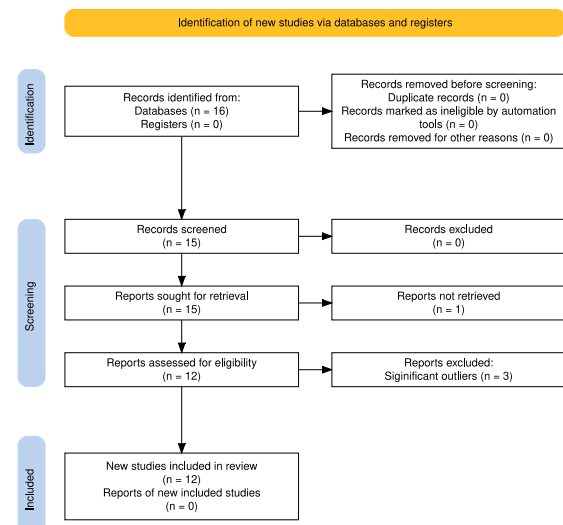 Identification of new studies via databases and registers
Identification
Records identified from:
Databases (n = 16)
Registers (n = 0)
Records removed before screening:
Duplicate records (n = 0)
Records marked as ineligible by automation
tools (n = 0)
Records removed for other reasons (n = 0)
Screening
Records screened
(n = 15)
Records excluded
(n = 0)
Reports sought for retrieval
(n = 15)
Reports not retrieved
(n = 1)
Reports assessed for eligibility
(n = 12)
Reports excluded:
Siginificant outliers (n = 3)
Included
New studies included in review
(n = 12)
Reports of new included studies
(n = 0)